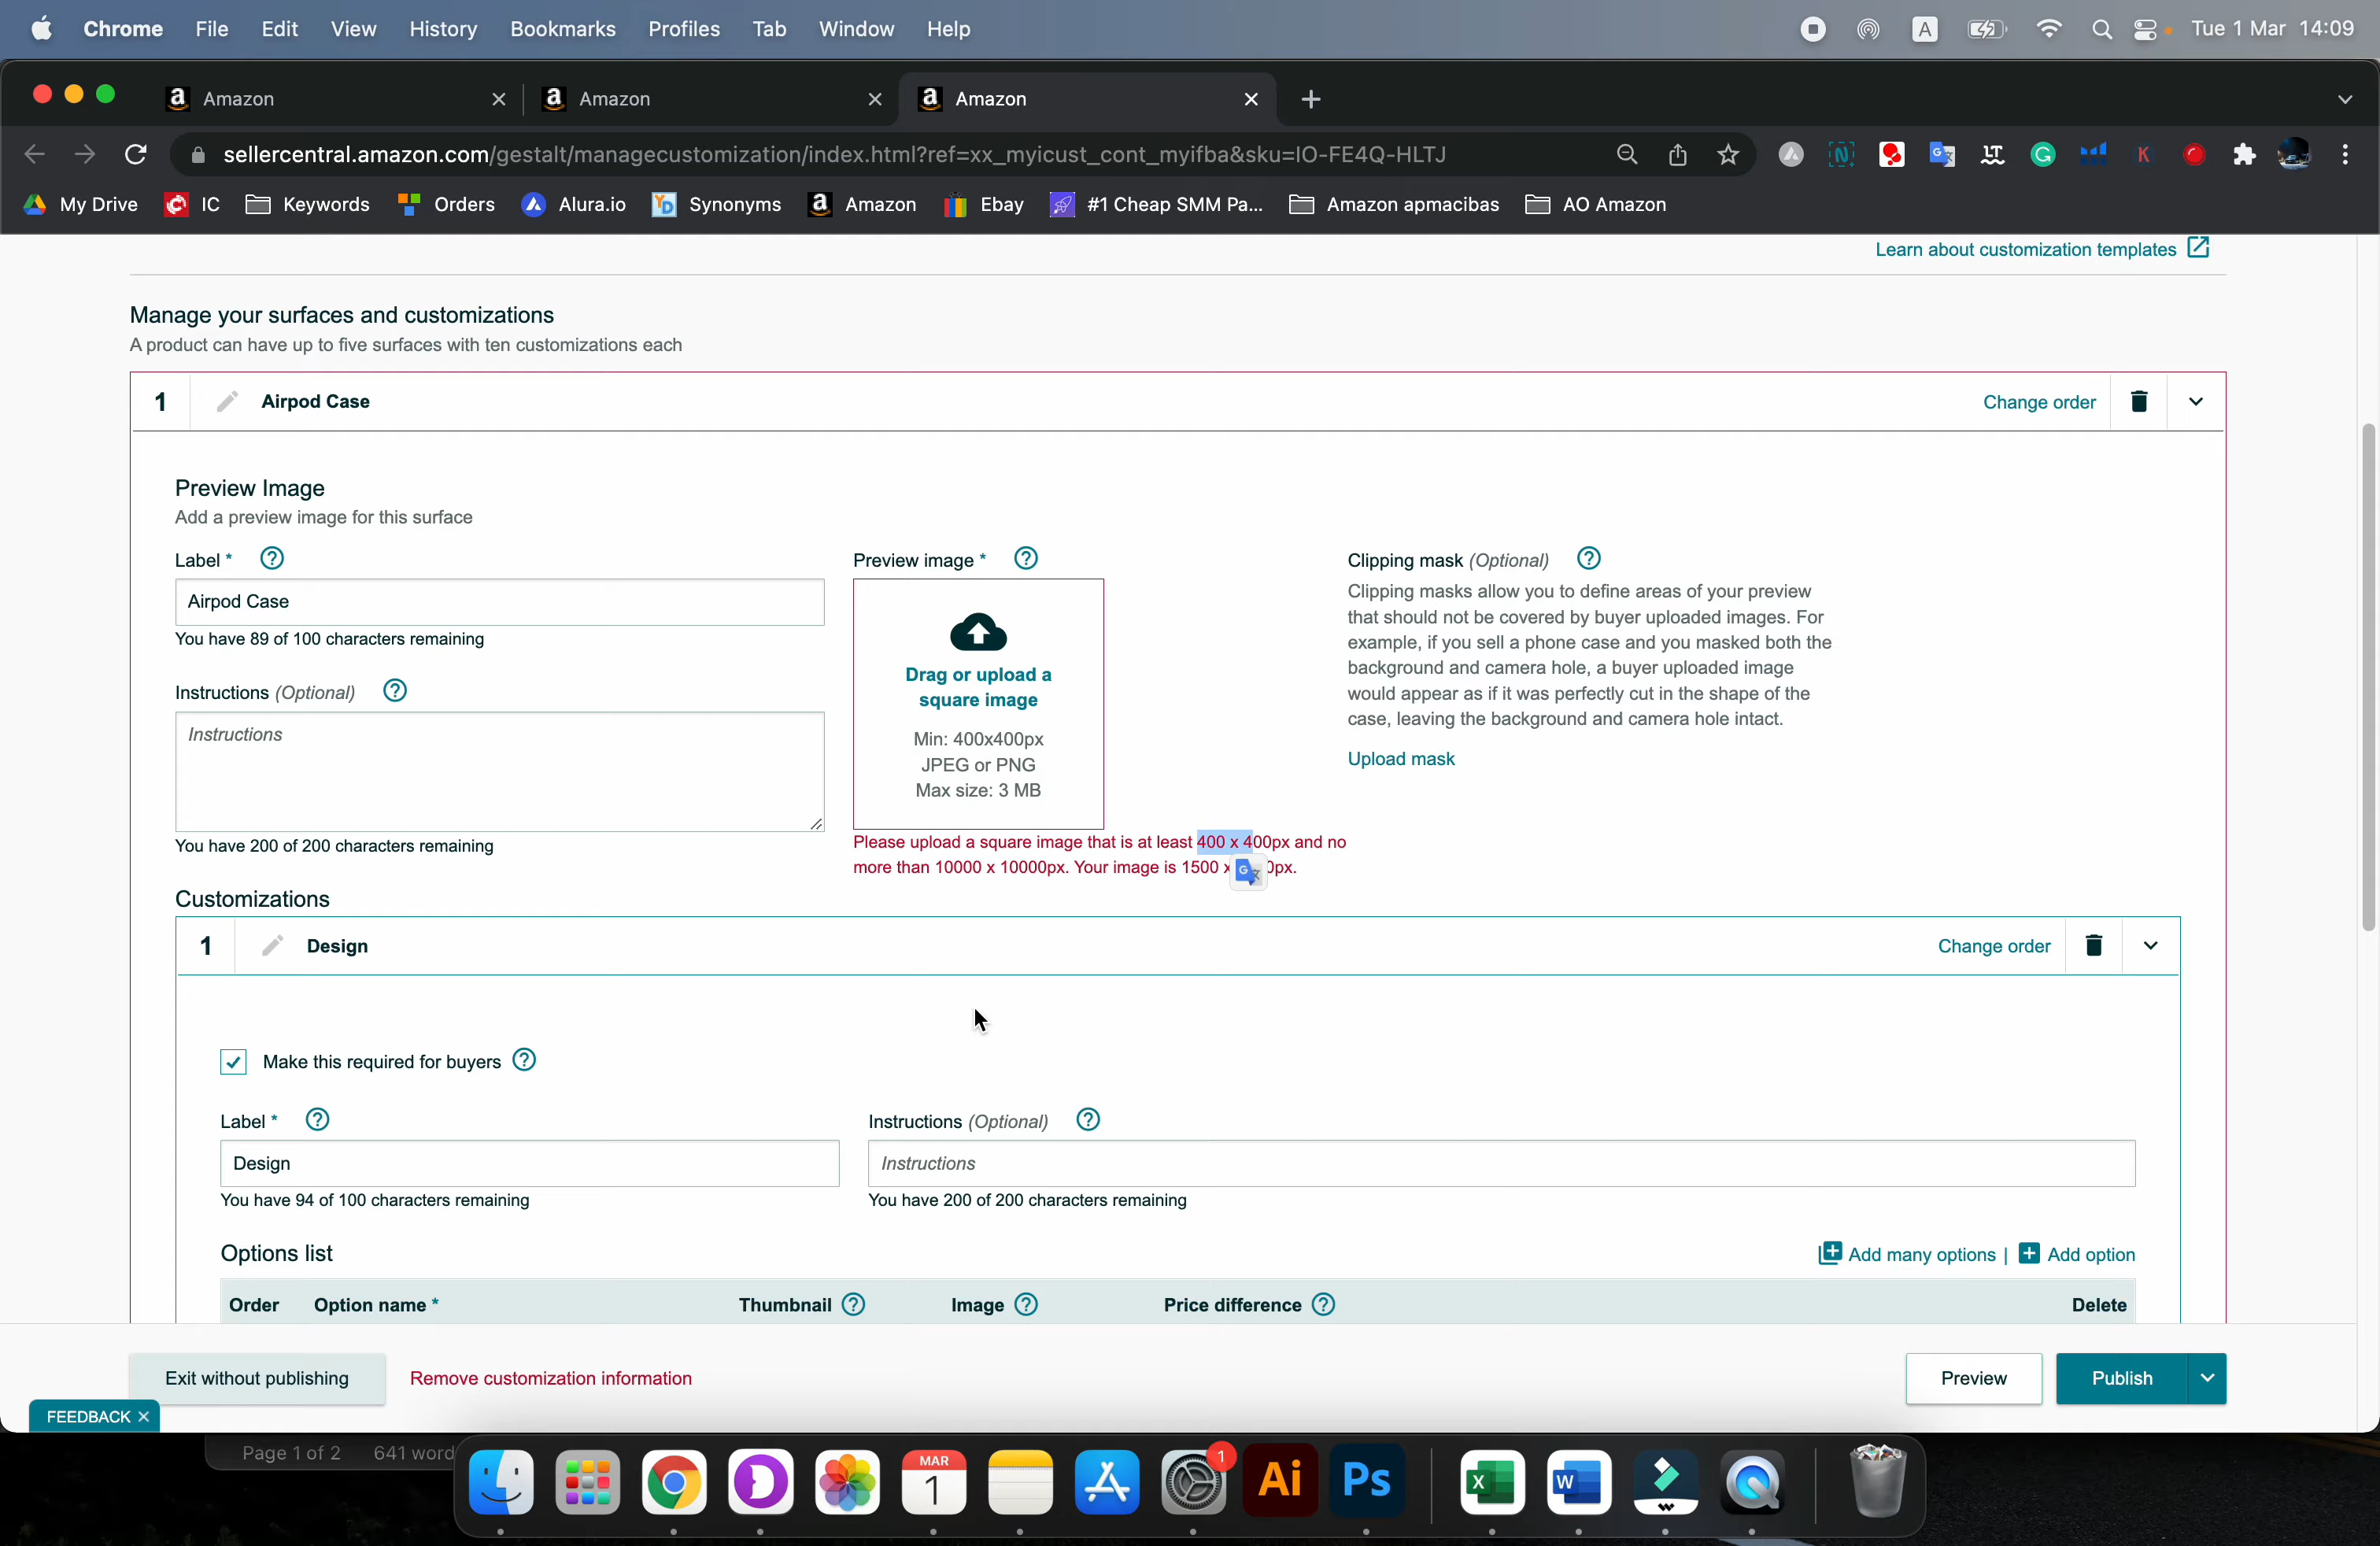 Chrome File Edit View History Bookmarks Profiles Tab Window Help A Tue 1 Mar 14:09
a Amazon a Amazon a Amazon
sellercentral.amazon.com/gestalt/managecustomization/index.html?ref=xx_myicust_cont_myifba&sku=IO-FE4Q-HLTJ
My Drive IC Keywords Orders Alura.io YD Synonyms a Amazon Ebay #1 Cheap SMM Pa... Amazon apmacibas AO Amazon
Learn about customization templates
Manage your surfaces and customizations
A product can have up to five surfaces with ten customizations each
1 Airpod Case Change order
Preview Image
Add a preview image for this surface
Label * Preview image * Clipping mask (Optional)
Airpod Case
You have 89 of 100 characters remaining
Instructions (Optional)
Instructions
You have 200 of 200 characters remaining
Drag or upload a
square image
Min: 400x400px
JPEG or PNG
Max size: 3 MB
Please upload a square image that is at least 400 x 400px and no
more than 10000 x 10000px. Your image is 1500 x px.
Clipping masks allow you to define areas of your preview
that should not be covered by buyer uploaded images. For
example, if you sell a phone case and you masked both the
background and camera hole, a buyer uploaded image
would appear as if it was perfectly cut in the shape of the
case, leaving the background and camera hole intact.
Upload mask
Customizations
1 Design Change order
Make this required for buyers
Label * Instructions (Optional)
Design Instructions
You have 94 of 100 characters remaining You have 200 of 200 characters remaining
Options list Add many options | Add option
Order Option name * Thumbnail Image Price difference Delete
Exit without publishing Remove customization information Preview Publish
FEEDBACK
Page 1 of 2 641 word
MAR
1 1 Ai Ps X W